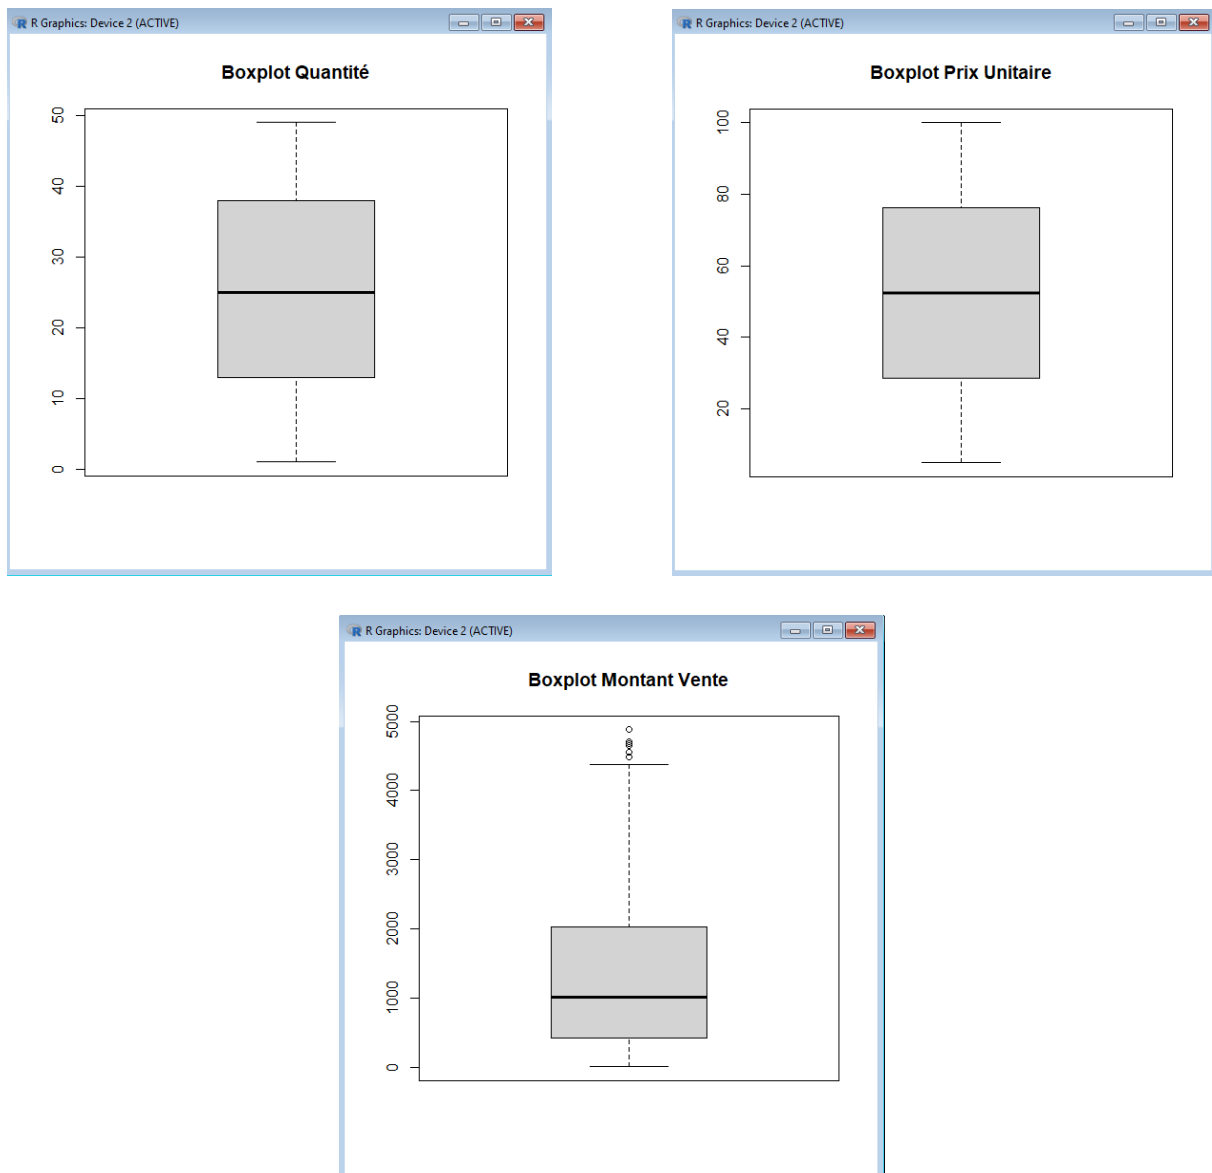 R Graphics: Device 2 (ACTIVE)
Boxplot Quantité
50
40
30
20
10
0
R Graphics: Device 2 (ACTIVE)
Boxplot Prix Unitaire
100
80
60
40
20
R Graphics: Device 2 (ACTIVE)
Boxplot Montant Vente
5000
4000
3000
2000
1000
0